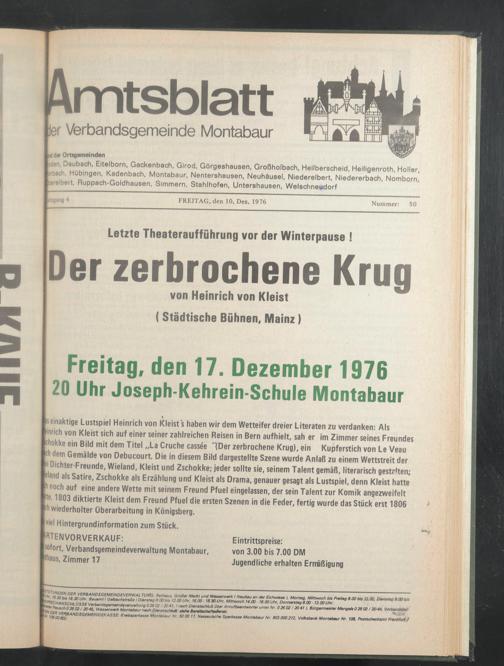 Amtsblatt
der Verbandsgemeinde Montabaur
und der Ortsgemeinden
Daubach, Eitelborn, Gackenbach, Girod, Görgeshausen, Großholbach, Heilberscheid, Heiligenroth, Holler,
Hübingen, Kadenbach, Montabaur, Nentershausen, Neuhäusel, Niederelbert, Niedererbach, Nomborn,
Oberelbert, Ruppach-Goldhausen, Simmern, Stahlhofen, Untershausen, Welschneudorf
4 FREITAG, den 10. Dez. 1976 Nummer: 50
Letzte Theateraufführung vor der Winterpause !
Der zerbrochene Krug
von Heinrich von Kleist
( Städtische Bühnen, Mainz )
Freitag, den 17. Dezember 1976
20 Uhr Joseph-Kehrein-Schule Montabaur
einaktige Lustspiel Heinrich von Kleist's haben wir dem Wetteifer dreier Literaten zu verdanken: Als
von Kleist sich auf einer seiner zahlreichen Reisen in Bern aufhielt, sah er im Zimmer seines Freundes
ein Bild mit dem Titel „La Cruche cassée "(Der zerbrochene Krug), ein Kupferstich von Le Veau
dem Gemälde von Debucourt. Die in diesem Bild dargestellte Szene wurde Anlaß zu einem Wettstreit der
Dichter-Freunde, Wieland, Kleist und Zschokke; jeder sollte sie, seinem Talent gemäß, literarisch gestalten;
als Satire, Zschokke als Erzählung und Kleist als Drama, genauer gesagt als Lustspiel, denn Kleist hatte
noch auf eine andere Wette mit seinem Freund Pfuel eingelassen, der sein Talent zur Komik angezweifelt
1803 diktierte Kleist dem Freund Pfuel die ersten Szenen in die Feder, fertig wurde das Stück erst 1806
wiederholter Überarbeitung in Königsberg.
viel Hintergrundinformation zum Stück.
KARTENVORVERKAUF:
sofort, Verbandsgemeindeverwaltung Montabaur,
Zimmer 17
Eintrittspreise:
von 3.00 bis 7.00 DM
Jugendliche erhalten Ermäßigung